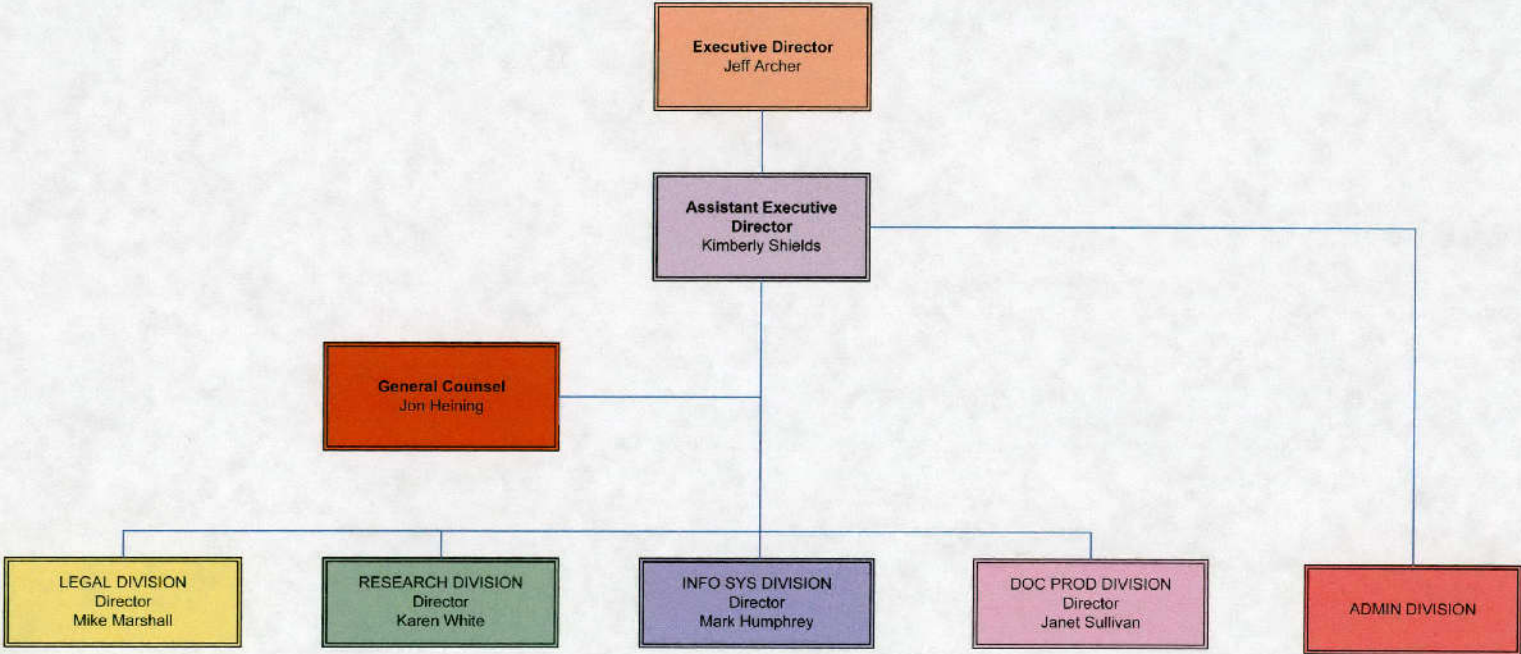 Executive Director
Jeff Archer
Assistant Executive
Director
Kimberly Shields
General Counsel
Jon Heining
LEGAL DIVISION
Director
Mike Marshall
RESEARCH DIVISION
Director
Karen White
INFO SYS DIVISION
Director
Mark Humphrey
DOC PROD DIVISION
Director
Janet Sullivan
ADMIN DIVISION